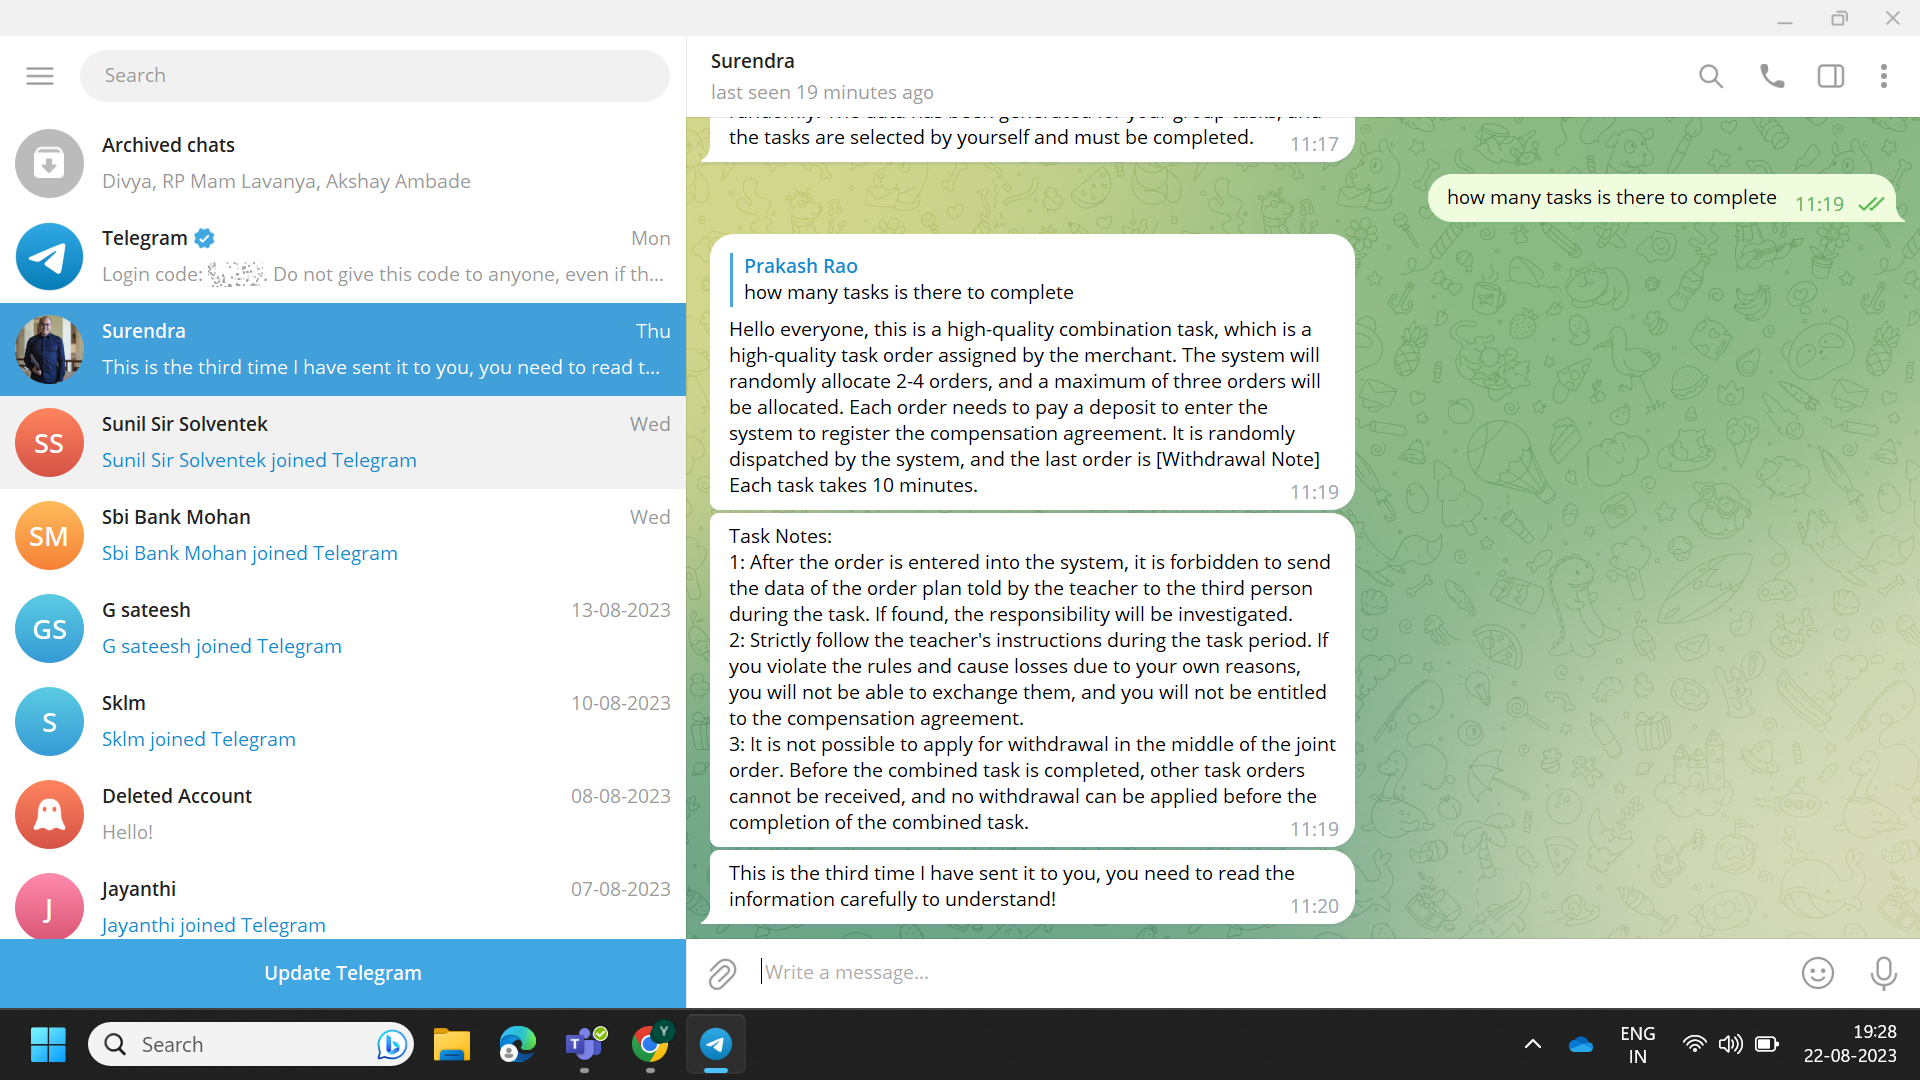 Search
Archived chats
Divya, RP Mam Lavanya, Akshay Ambade
Telegram
Mon
Login code: . Do not give this code to anyone, even if th...
Surendra
Thu
This is the third time I have sent it to you, you need to read t...
SS
Sunil Sir Solventek
Wed
Sunil Sir Solventek joined Telegram
SM
Sbi Bank Mohan
Wed
Sbi Bank Mohan joined Telegram
GS
G sateesh
13-08-2023
G sateesh joined Telegram
S
Sklm
10-08-2023
Sklm joined Telegram
Deleted Account
08-08-2023
Hello!
J
Jayanthi
07-08-2023
Jayanthi joined Telegram
Update Telegram
Surendra
last seen 19 minutes ago
the tasks are selected by yourself and must be completed.
11:17
how many tasks is there to complete
11:19
Prakash Rao
how many tasks is there to complete
Hello everyone, this is a high-quality combination task, which is a
high-quality task order assigned by the merchant. The system will
randomly allocate 2-4 orders, and a maximum of three orders will
be allocated. Each order needs to pay a deposit to enter the
system to register the compensation agreement. It is randomly
dispatched by the system, and the last order is [Withdrawal Note]
Each task takes 10 minutes.
11:19
Task Notes:
1: After the order is entered into the system, it is forbidden to send
the data of the order plan told by the teacher to the third person
during the task. If found, the responsibility will be investigated.
2: Strictly follow the teacher's instructions during the task period. If
you violate the rules and cause losses due to your own reasons,
you will not be able to exchange them, and you will not be entitled
to the compensation agreement.
3: It is not possible to apply for withdrawal in the middle of the joint
order. Before the combined task is completed, other task orders
cannot be received, and no withdrawal can be applied before the
completion of the combined task.
11:19
This is the third time I have sent it to you, you need to read the
information carefully to understand!
11:20
Write a message...
Search
T
Y
ENG
IN
19:28
22-08-2023